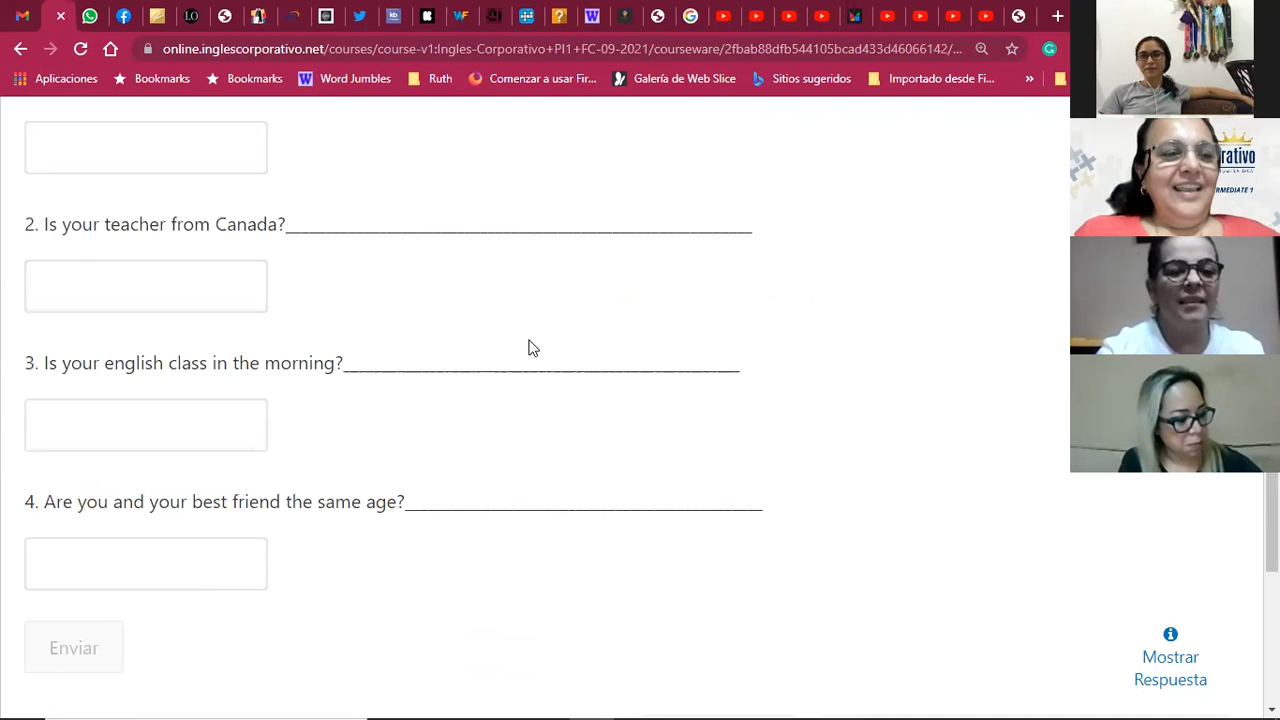 online.inglescorporativo.net/courses/course-v1:Ingles-Corporativo+PI1+FC-09-2021/courseware/2fbab88dfb544105bcad433d46066142/...
Aplicaciones
Bookmarks
Bookmarks
Word Jumbles
Ruth
Comenzar a usar Fir...
Galería de Web Slice
Sitios sugeridos
Importado desde Fi...
»
rativo
RMEDIATE 1
2. Is your teacher from Canada?
3. Is your english class in the morning?
4. Are you and your best friend the same age?
Enviar
Mostrar
Respuesta